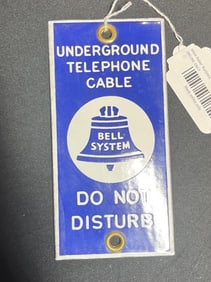 UNDERGROUND
TELEPHONE
CABLE
BELL
SYSTEM
DO NOT
DISTURB